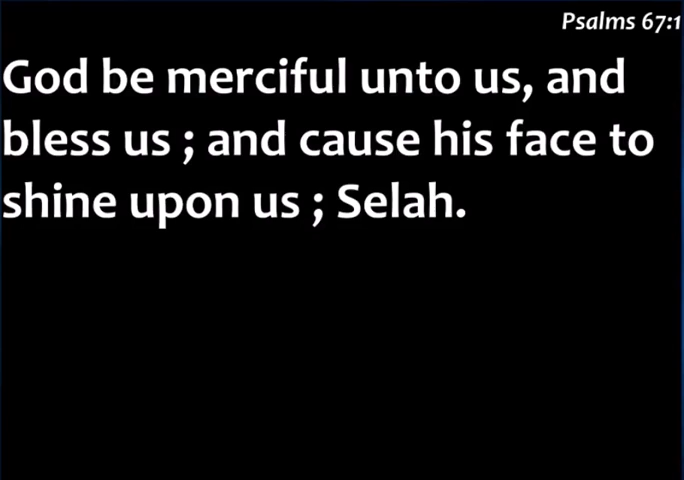 Psalms 67:1
God be merciful unto us, and
bless us ; and cause his face to
shine upon us ; Selah.